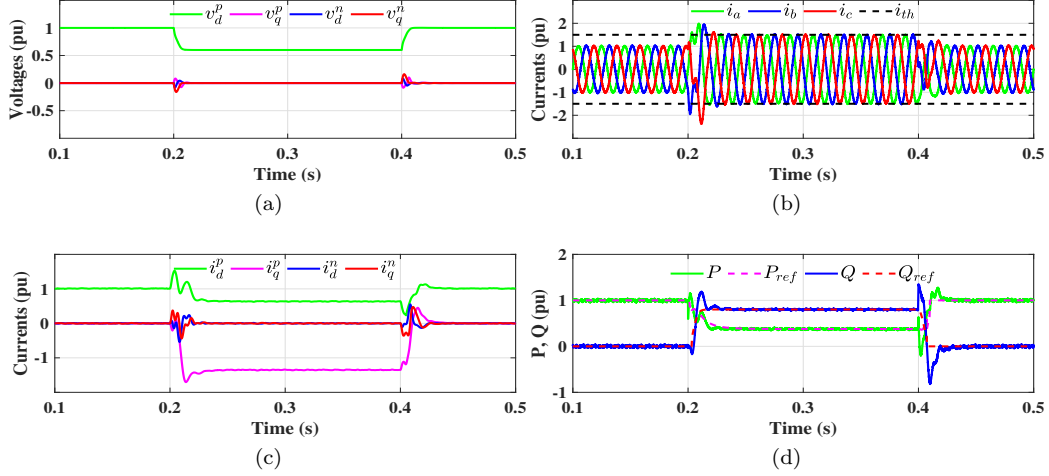 v_d^p v_q^p v_d^n v_q^n
Voltages (pu)
1
0.5
0
-0.5
0.1 0.2 0.3 0.4 0.5
Time (s)
(a)
i_a i_b i_c i_th
Currents (pu)
2
1
0
-1
-2
0.1 0.2 0.3 0.4 0.5
Time (s)
(b)
i_d^p i_q^p i_d^n i_q^n
Currents (pu)
1
0
-1
0.1 0.2 0.3 0.4 0.5
Time (s)
(c)
P P_ref Q Q_ref
P, Q (pu)
2
1
0
-1
0.1 0.2 0.3 0.4 0.5
Time (s)
(d)